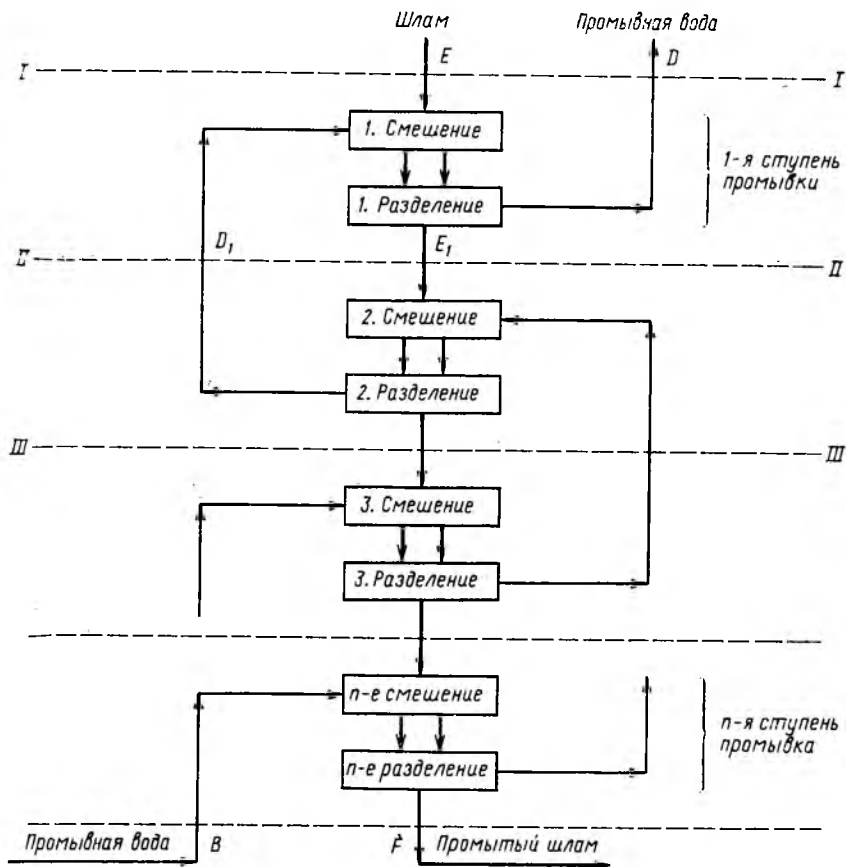 Шлам
Промывная вода
E
D
I
I
1. Смешение
1-я ступень
промывки
1. Разделение
D₁
E₁
II
II
2. Смешение
2. Разделение
III
III
3. Смешение
3. Разделение
n-е смешение
n-я ступень
промывка
n-е разделение
Промывная вода
B
F
Промытый шлам